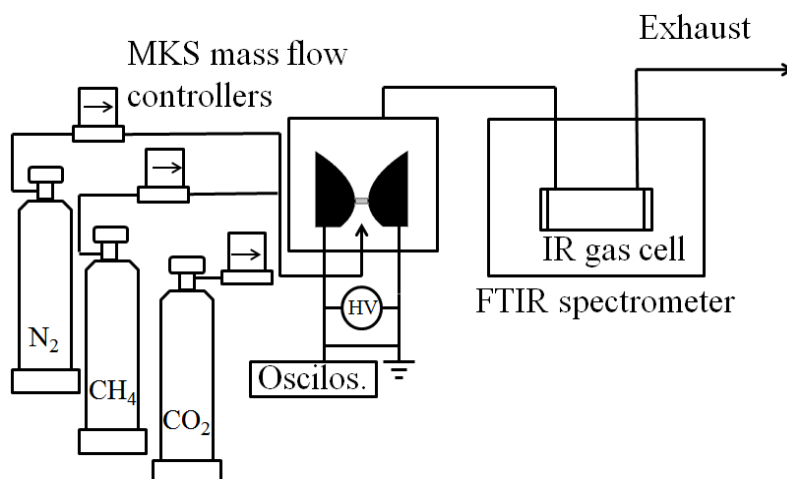 Exhaust
MKS mass flow
controllers
IR gas cell
FTIR spectrometer
HV
N₂
Oscilos.
CH₄
CO₂